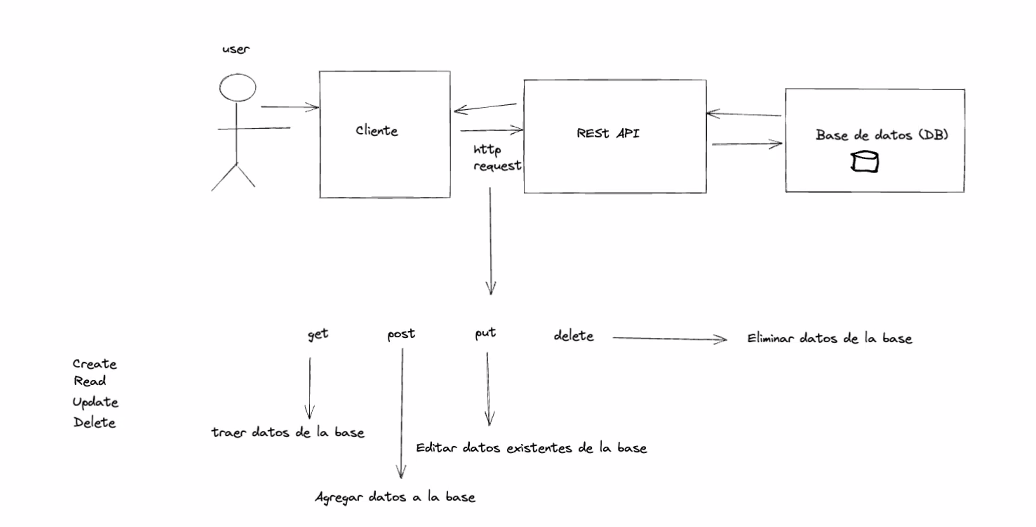 user
Cliente
http
request
REST API
Base de datos (DB)
get
post
put
delete
Eliminar datos de la base
Create
Read
Update
Delete
traer datos de la base
Editar datos existentes de la base
Agregar datos a la base